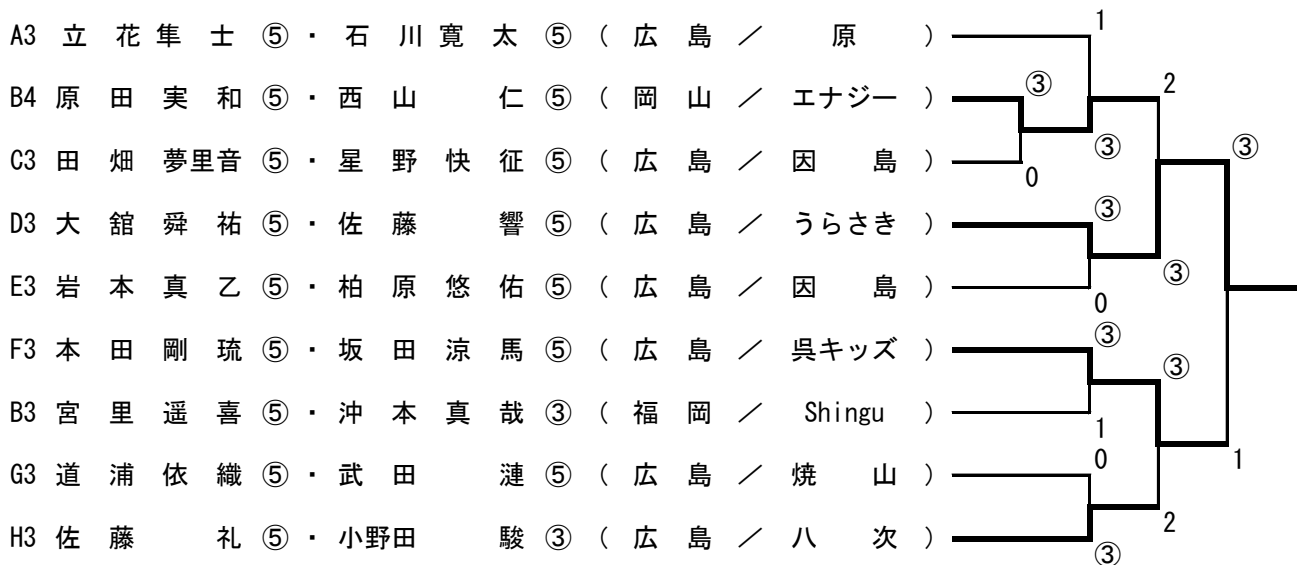 1
A3 立花隼士 ⑤ ・ 石川寛太 ⑤ ( 広島 / 原 )
B4 原田実和 ⑤ ・ 西山 仁 ⑤ ( 岡山 / エナジー ) ③ 2
C3 田畑夢里音 ⑤ ・ 星野快征 ⑤ ( 広島 / 因島 ) 0 ③ ③
D3 大舘舜祐 ⑤ ・ 佐藤 響 ⑤ ( 広島 / うらさき ) ③
E3 岩本真乙 ⑤ ・ 柏原悠佑 ⑤ ( 広島 / 因島 ) 0 ③
F3 本田剛琉 ⑤ ・ 坂田涼馬 ⑤ ( 広島 / 呉キッズ ) ③ ③
B3 宮里遥喜 ⑤ ・ 沖本真哉 ③ ( 福岡 / Shingu ) 1
G3 道浦依織 ⑤ ・ 武田 漣 ⑤ ( 広島 / 焼山 ) 0 1
H3 佐藤 礼 ⑤ ・ 小野田 駿 ③ ( 広島 / 八次 ) ③ 2